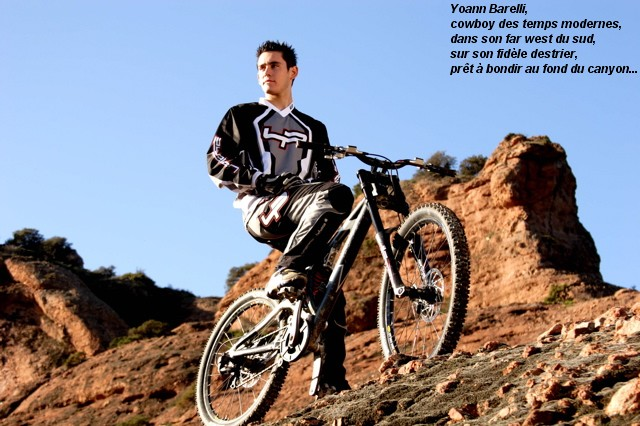 Yoann Barelli,
cowboy des temps modernes,
dans son far west du sud,
sur son fidèle destrier,
prêt à bondir au fond du canyon...